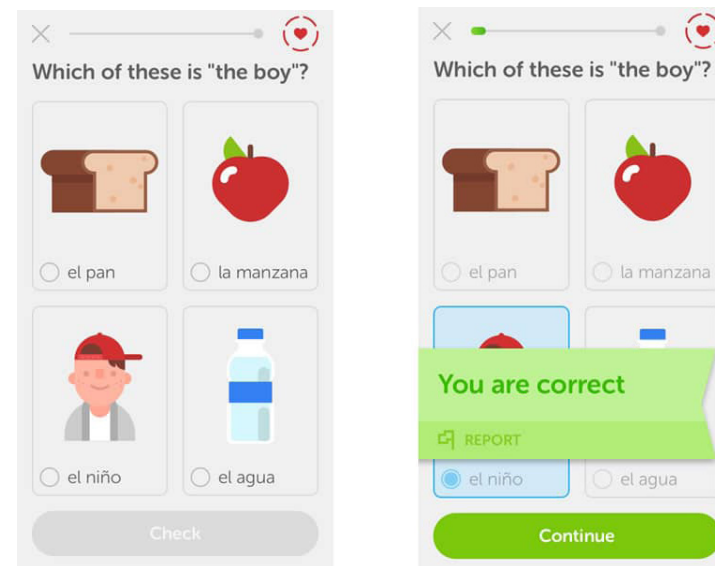 Which of these is "the boy"?
el pan
la manzana
el niño
el agua
Check
Which of these is "the boy"?
el pan
la manzana
You are correct
REPORT
el niño
el agua
Continue